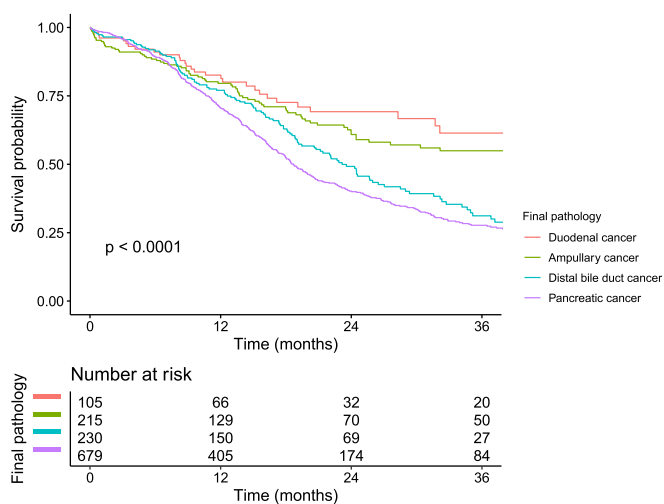 1.00
0.75
0.50
0.25
0.00
Survival probability
p < 0.0001
0 12 24 36
Time (months)
Final pathology
Duodenal cancer
Ampullary cancer
Distal bile duct cancer
Pancreatic cancer
Number at risk
Final pathology
105 66 32 20
215 129 70 50
230 150 69 27
679 405 174 84
0 12 24 36
Time (months)